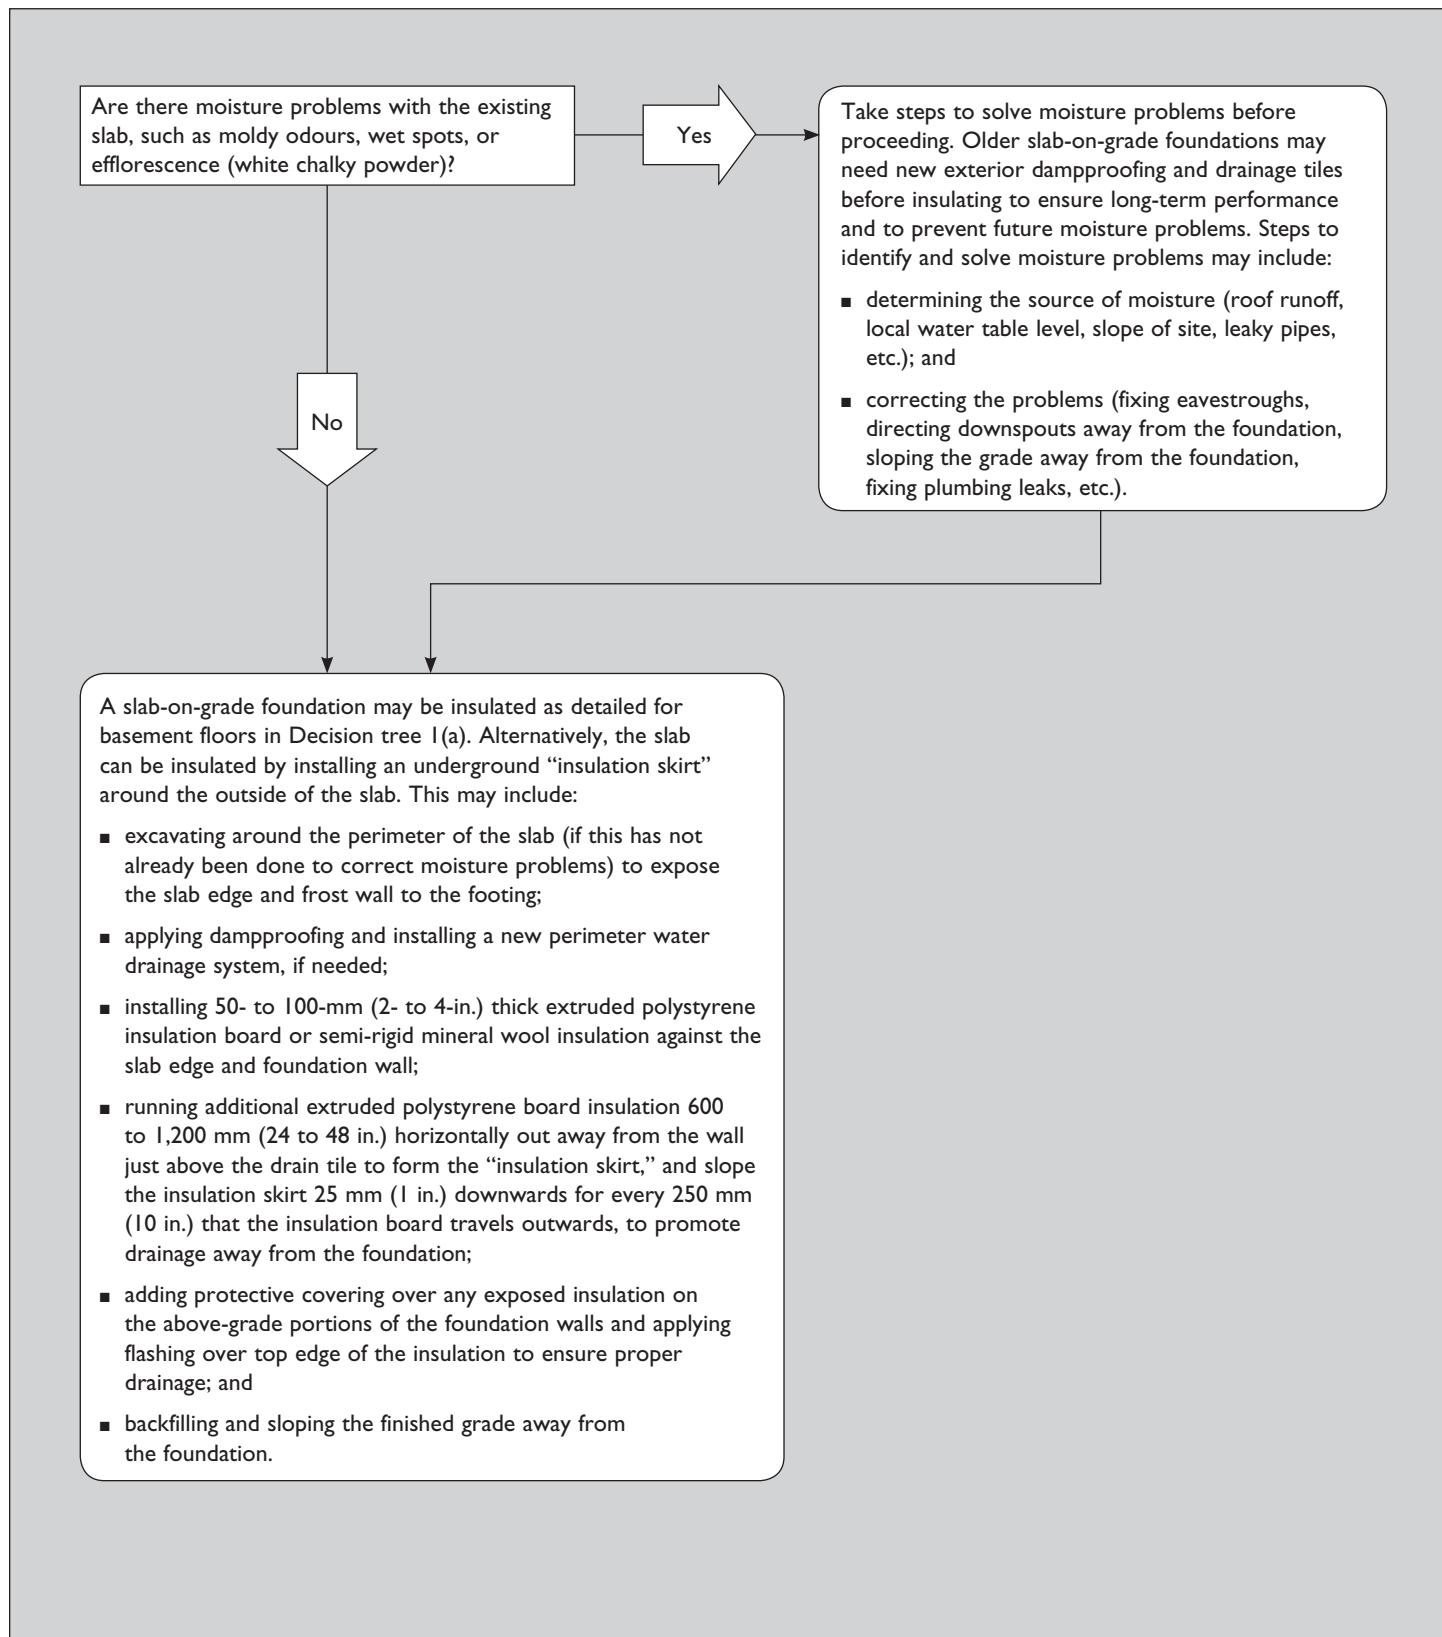 Are there moisture problems with the existing
slab, such as moldy odours, wet spots, or
efflorescence (white chalky powder)?
Yes
Take steps to solve moisture problems before
proceeding. Older slab-on-grade foundations may
need new exterior dampproofing and drainage tiles
before insulating to ensure long-term performance
and to prevent future moisture problems. Steps to
identify and solve moisture problems may include:
■ determining the source of moisture (roof runoff,
local water table level, slope of site, leaky pipes,
etc.); and
■ correcting the problems (fixing eavestroughs,
directing downspouts away from the foundation,
sloping the grade away from the foundation,
fixing plumbing leaks, etc.).
No
A slab-on-grade foundation may be insulated as detailed for
basement floors in Decision tree 1(a). Alternatively, the slab
can be insulated by installing an underground “insulation skirt”
around the outside of the slab. This may include:
■ excavating around the perimeter of the slab (if this has not
already been done to correct moisture problems) to expose
the slab edge and frost wall to the footing;
■ applying dampproofing and installing a new perimeter water
drainage system, if needed;
■ installing 50- to 100-mm (2- to 4-in.) thick extruded polystyrene
insulation board or semi-rigid mineral wool insulation against the
slab edge and foundation wall;
■ running additional extruded polystyrene board insulation 600
to 1,200 mm (24 to 48 in.) horizontally out away from the wall
just above the drain tile to form the “insulation skirt,” and slope
the insulation skirt 25 mm (1 in.) downwards for every 250 mm
(10 in.) that the insulation board travels outwards, to promote
drainage away from the foundation;
■ adding protective covering over any exposed insulation on
the above-grade portions of the foundation walls and applying
flashing over top edge of the insulation to ensure proper
drainage; and
■ backfilling and sloping the finished grade away from
the foundation.